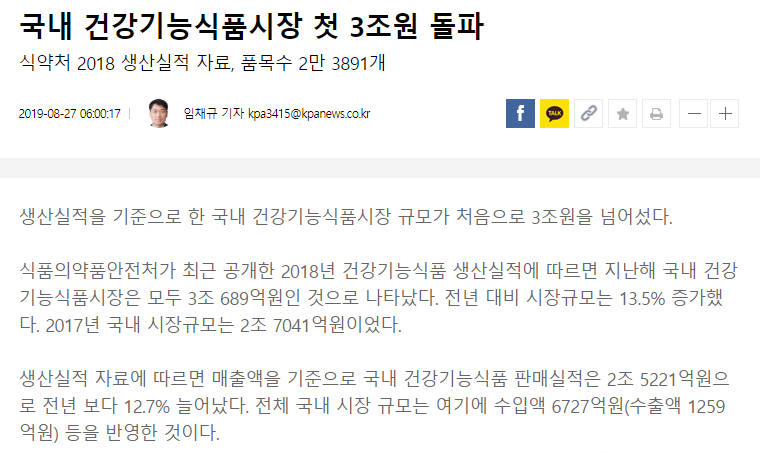 국내 건강기능식품시장 첫 3조원 돌파
식약처 2018 생산실적 자료, 품목수 2만 3891개
2019-08-27 06:00:17 임채규 기자 kpa3415@kpanews.co.kr
f TALK
생산실적을 기준으로 한 국내 건강기능식품시장 규모가 처음으로 3조원을 넘어섰다.
식품의약품안전처가 최근 공개한 2018년 건강기능식품 생산실적에 따르면 지난해 국내 건강
기능식품시장은 모두 3조 689억원인 것으로 나타났다. 전년 대비 시장규모는 13.5% 증가했
다. 2017년 국내 시장규모는 2조 7041억원이었다.
생산실적 자료에 따르면 매출액을 기준으로 국내 건강기능식품 판매실적은 2조 5221억원으
로 전년 보다 12.7% 늘어났다. 전체 국내 시장 규모는 여기에 수입액 6727억원(수출액 1259
억원) 등을 반영한 것이다.